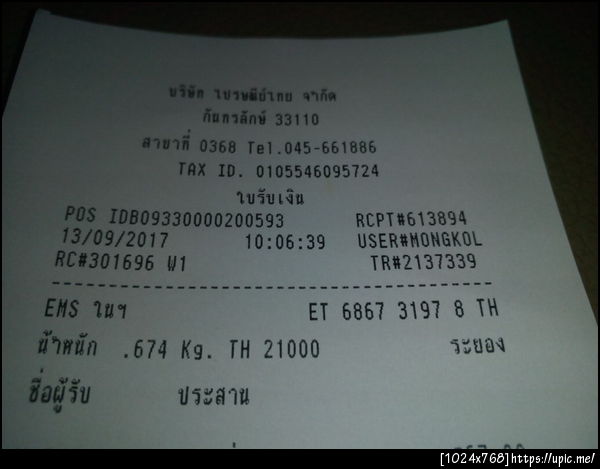 บริษัท ไปรษณีย์ไทย จำกัด
กันทรลักษ์ 33110
สาขาที่ 0368 Tel.045-661886
TAX ID. 0105546095724
ใบรับเงิน
POS IDB09330000200593 RCPT#613894
13/09/2017 10:06:39 USER#MONGKOL
RC#301696 W1 TR#2137339
EMS ในฯ ET 6867 3197 8 TH
น้ำหนัก .674 Kg. TH 21000 ระยอง
ชื่อผู้รับ ประสาน
[1024x768]https://upic.me/